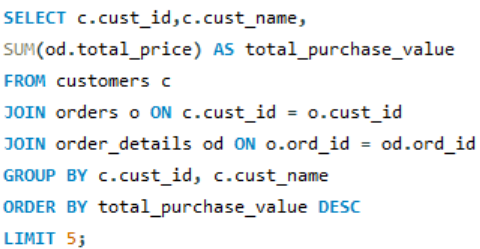 SELECT c.cust_id,c.cust_name,
SUM(od.total_price) AS total_purchase_value
FROM customers c
JOIN orders o ON c.cust_id = o.cust_id
JOIN order_details od ON o.ord_id = od.ord_id
GROUP BY c.cust_id, c.cust_name
ORDER BY total_purchase_value DESC
LIMIT 5;